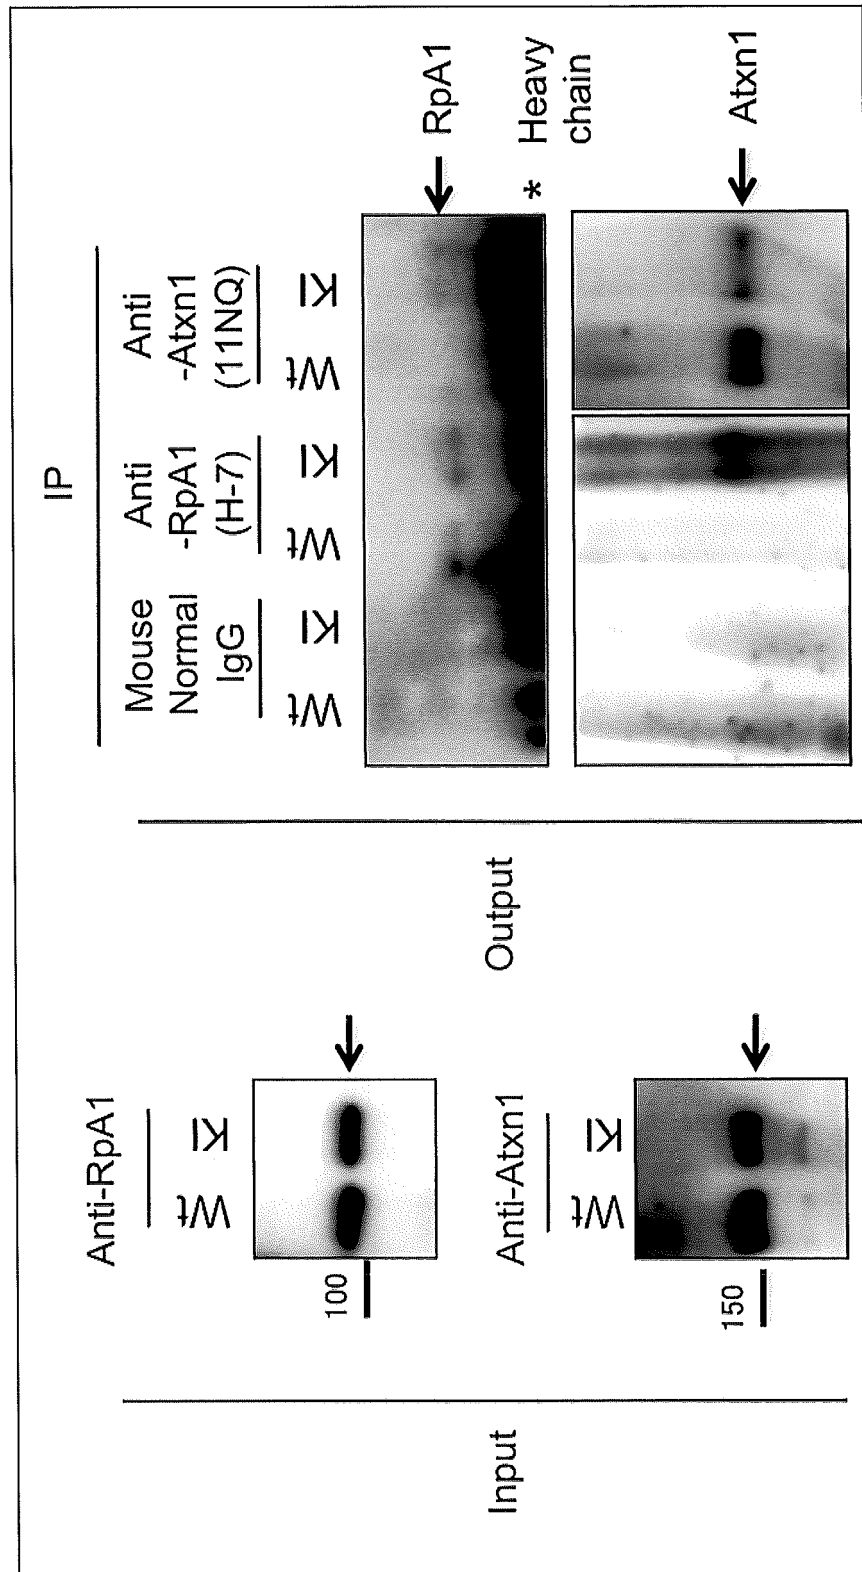 Input
Anti-RpA1
Wt KI
100
Anti-Atxn1
Wt KI
150
Output
IP
Mouse
Normal
IgG
Anti
-RpA1
(H-7)
Anti
-Atxn1
(11NQ)
Wt KI Wt KI Wt KI
RpA1
* Heavy
chain
Atxn1